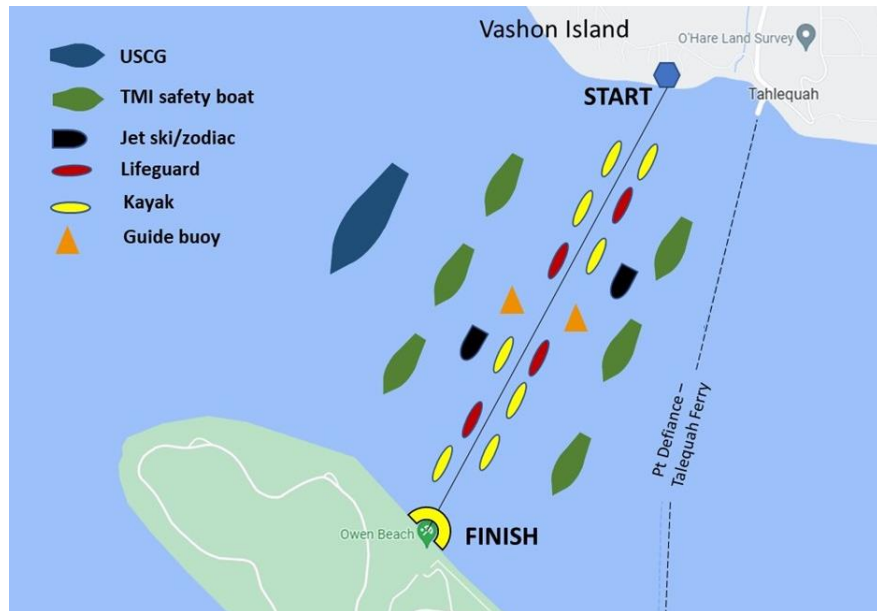 Vashon Island
O'Hare Land Survey
USCG
TMI safety boat
START
Tahlequah
Jet ski/zodiac
Lifeguard
Kayak
Guide buoy
Pt Defiance –
Talequah Ferry
Owen Beach
FINISH